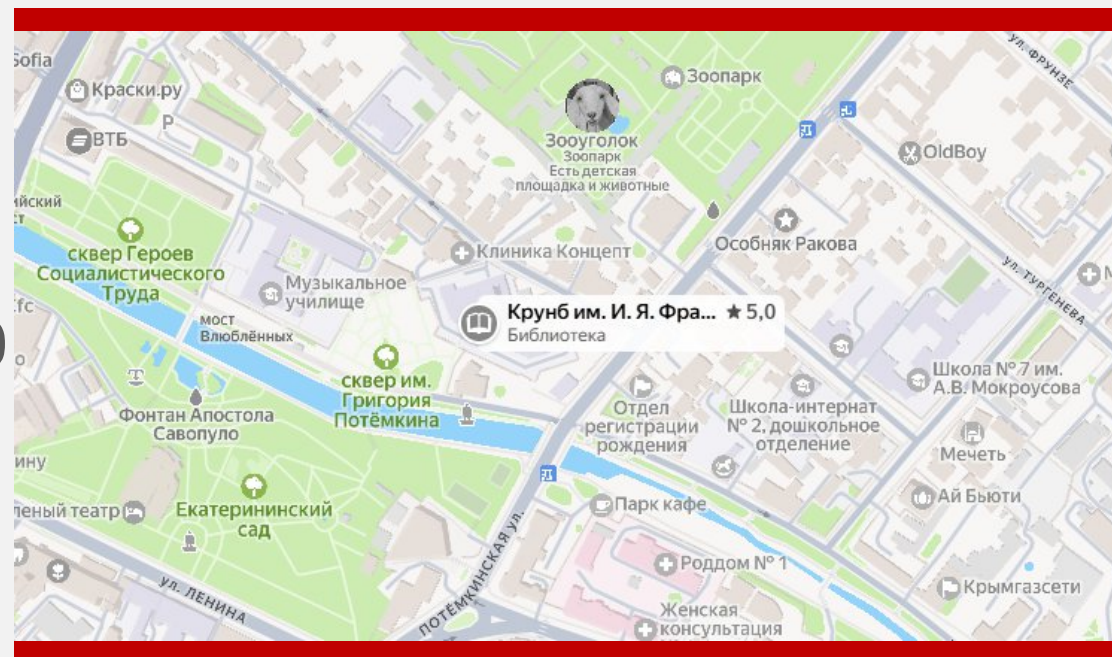 Sofia
Краски.ру
ВТБ
P
Зоопарк
ул. ФРУНЗЕ
Зооуголок
Зоопарк
Есть детская
площадка и животные
OldBoy
сквер Героев
Социалистического
Труда
Клиника Концепт
Особняк Ракова
ул. ТУРГЕНЕВА
Музыкальное
училище
мост
Влюблённых
Крунб им. И. Я. Фра... ★ 5,0
Библиотека
сквер им.
Григория
Потёмкина
Фонтан Апостола
Савопуло
Отдел
регистрации
рождения
Школа-интернат
№ 2, дошкольное
отделение
Школа № 7 им.
А.В. Мокроусова
Мечеть
Екатерининский
сад
Парк кафе
Ай Бьюти
ул. ЛЕНИНА
ПОТЁМКИНСКАЯ ул.
Роддом № 1
Женская
консультация
Крымгазсети